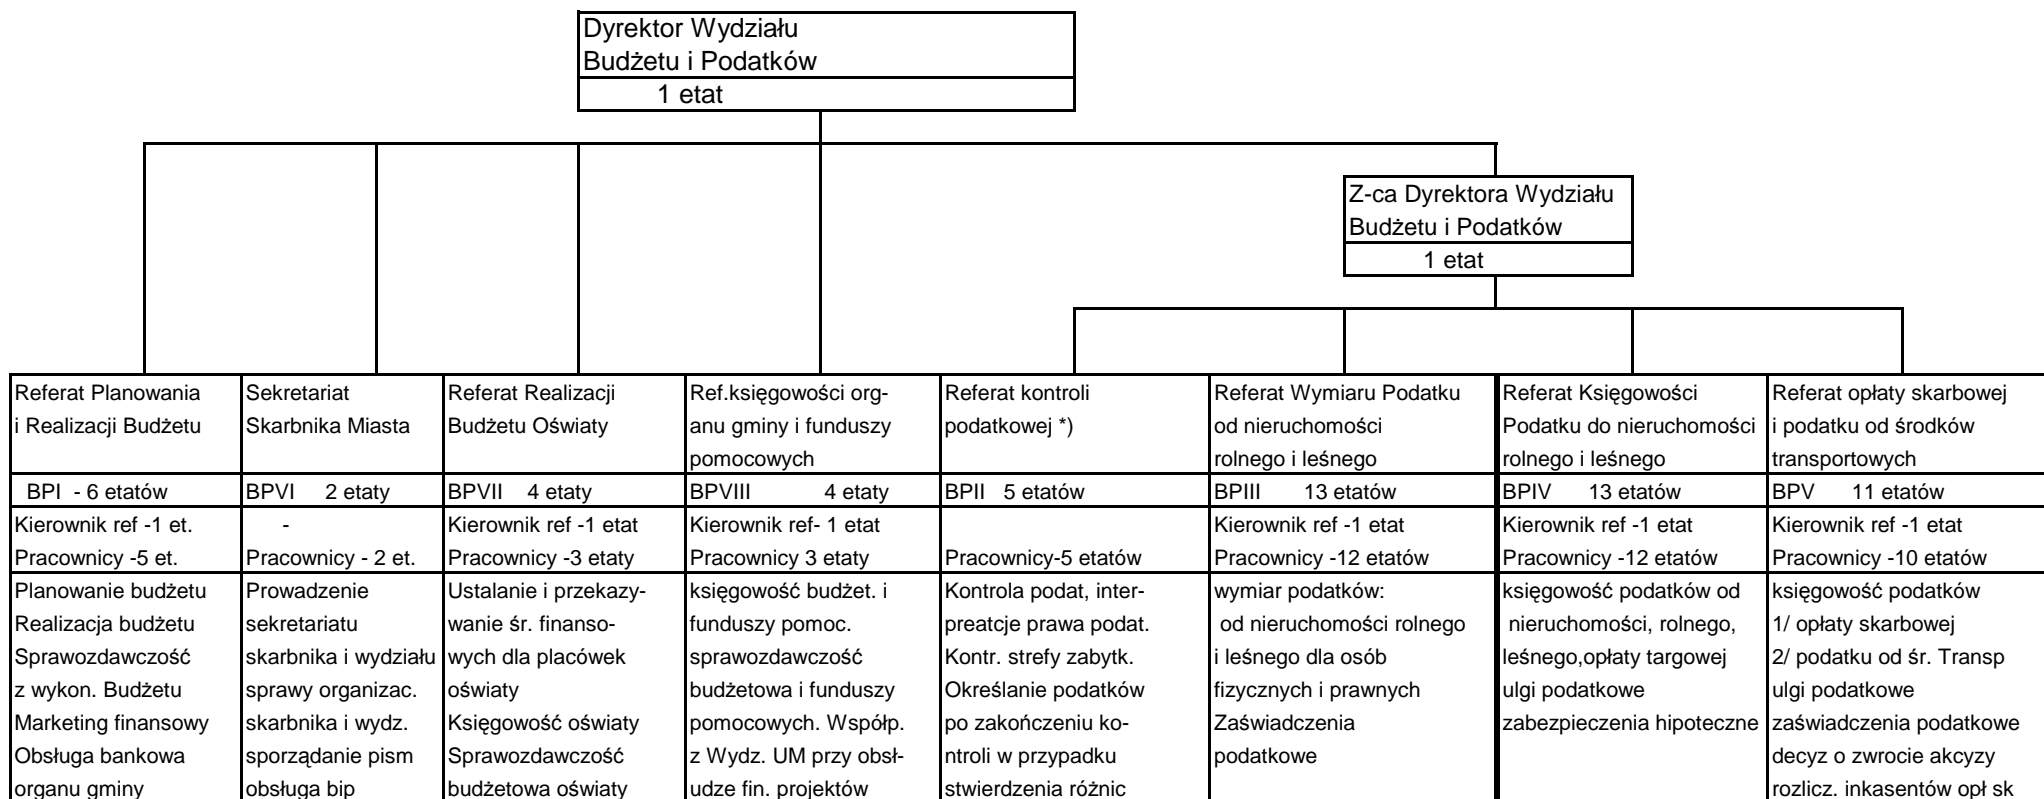 Dyrektor Wydziału
Budżetu i Podatków
1 etat
Z-ca Dyrektora Wydziału
Budżetu i Podatków
1 etat
Referat Planowania
i Realizacji Budżetu
BPI - 6 etatów
Kierownik ref -1 et.
Pracownicy -5 et.
Planowanie budżetu
Realizacja budżetu
Sprawozdawczość
z wykon. Budżetu
Marketing finansowy
Obsługa bankowa
organu gminy
Sekretariat
Skarbnika Miasta
BPVI 2 etaty
-
Pracownicy - 2 et.
Prowadzenie
sekretariatu
skarbnika i wydziału
sprawy organizac.
skarbnika i wydz.
sporządanie pism
obsługa bip
Referat Realizacji
Budżetu Oświaty
BPVII 4 etaty
Kierownik ref -1 etat
Pracownicy -3 etaty
Ustalanie i przekazy-
wanie śr. finanso-
wych dla placówek
oświaty
Księgowość oświaty
Sprawozdawczość
budżetowa oświaty
Ref.księgowości org-
anu gminy i funduszy
pomocowych
BPVIII 4 etaty
Kierownik ref- 1 etat
Pracownicy 3 etaty
księgowość budżet. i
funduszy pomoc.
sprawozdawczość
budżetowa i funduszy
pomocowych. Współp.
z Wydz. UM przy obsł-
udze fin. projektów
Referat kontroli
podatkowej *)
BPII 5 etatów
Pracownicy-5 etatów
Kontrola podat, inter-
preatcje prawa podat.
Kontr. strefy zabytk.
Określanie podatków
po zakończeniu ko-
ntroli w przypadku
stwierdzenia różnic
Referat Wymiaru Podatku
od nieruchomości
rolnego i leśnego
BPIII 13 etatów
Kierownik ref -1 etat
Pracownicy -12 etatów
wymiar podatków:
od nieruchomości rolnego
i leśnego dla osób
fizycznych i prawnych
Zaświadczenia
podatkowe
Referat Księgowości
Podatku do nieruchomości
rolnego i leśnego
BPIV 13 etatów
Kierownik ref -1 etat
Pracownicy -12 etatów
księgowość podatków od
nieruchomości, rolnego,
leśnego,opłaty targowej
ulgi podatkowe
zabezpieczenia hipoteczne
Referat opłaty skarbowej
i podatku od środków
transportowych
BPV 11 etatów
Kierownik ref -1 etat
Pracownicy -10 etatów
księgowość podatków
1/ opłaty skarbowej
2/ podatku od śr. Transp
ulgi podatkowe
zaświadczenia podatkowe
decyz o zwrocie akcyzy
rozlicz. inkasentów opł sk